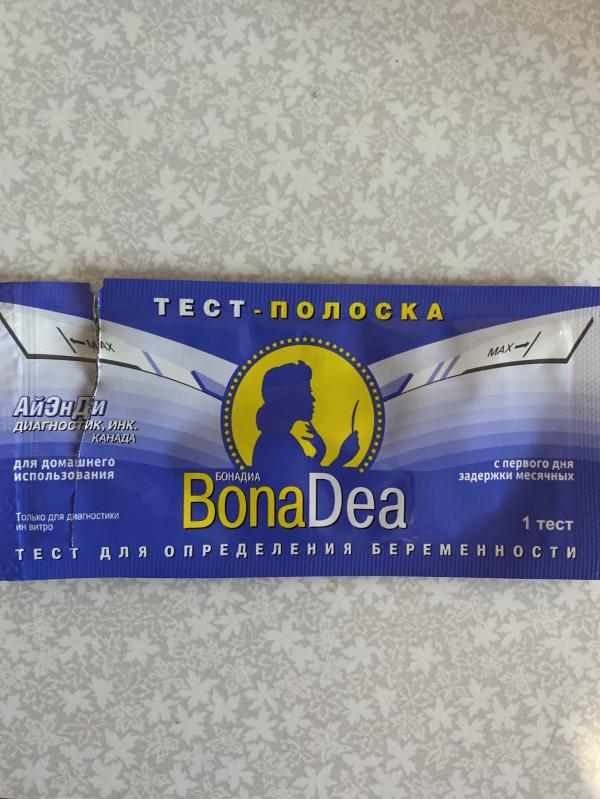 ТЕСТ-ПОЛОСКА
←MAX
MAX→
АйЭнДи
ДИАГНОСТИК, ИНК.
КАНАДА
для домашнего
использования
с первого дня
задержки месячных
БОНАДИА
BonaDea
Только для диагностики
ин витро
1 тест
ТЕСТ ДЛЯ ОПРЕДЕЛЕНИЯ БЕРЕМЕННОСТИ